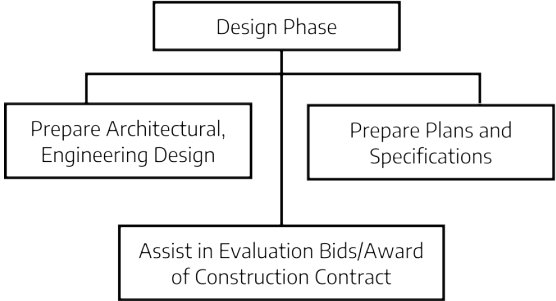 Design Phase
Prepare Architectural,
Engineering Design
Prepare Plans and
Specifications
Assist in Evaluation Bids/Award
of Construction Contract